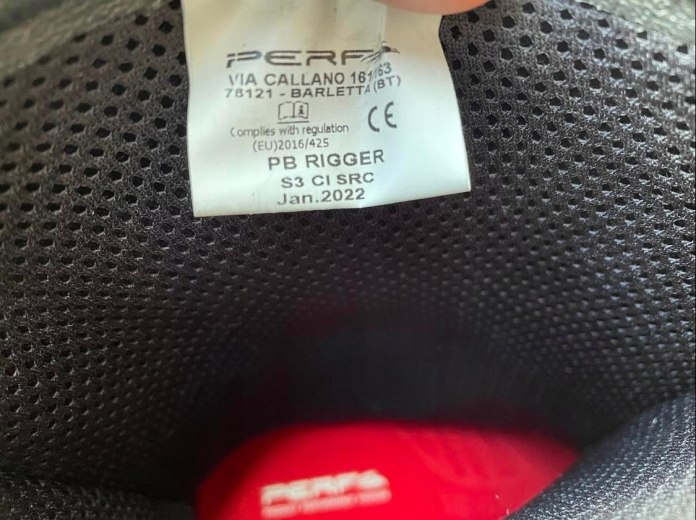 PERFA
VIA CALLANO 161/63
78121 - BARLETTA (BT)
CE
Complies with regulation
(EU)2016/425
PB RIGGER
S3 CI SRC
Jan.2022
PERFA